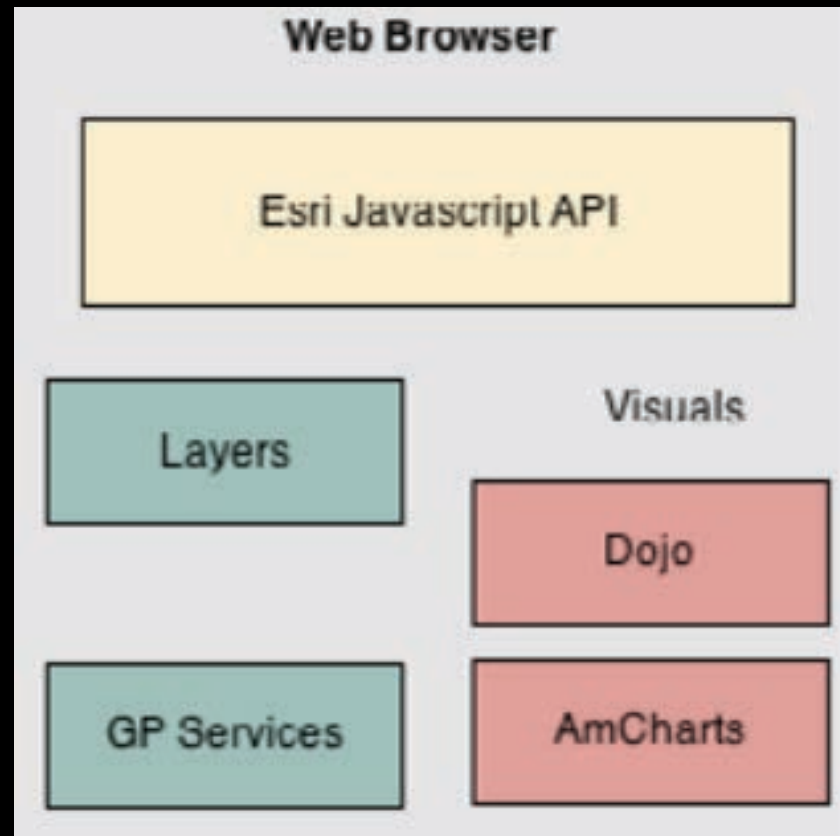 Web Browser
Esri Javascript API
Layers
Visuals
Dojo
GP Services
AmCharts